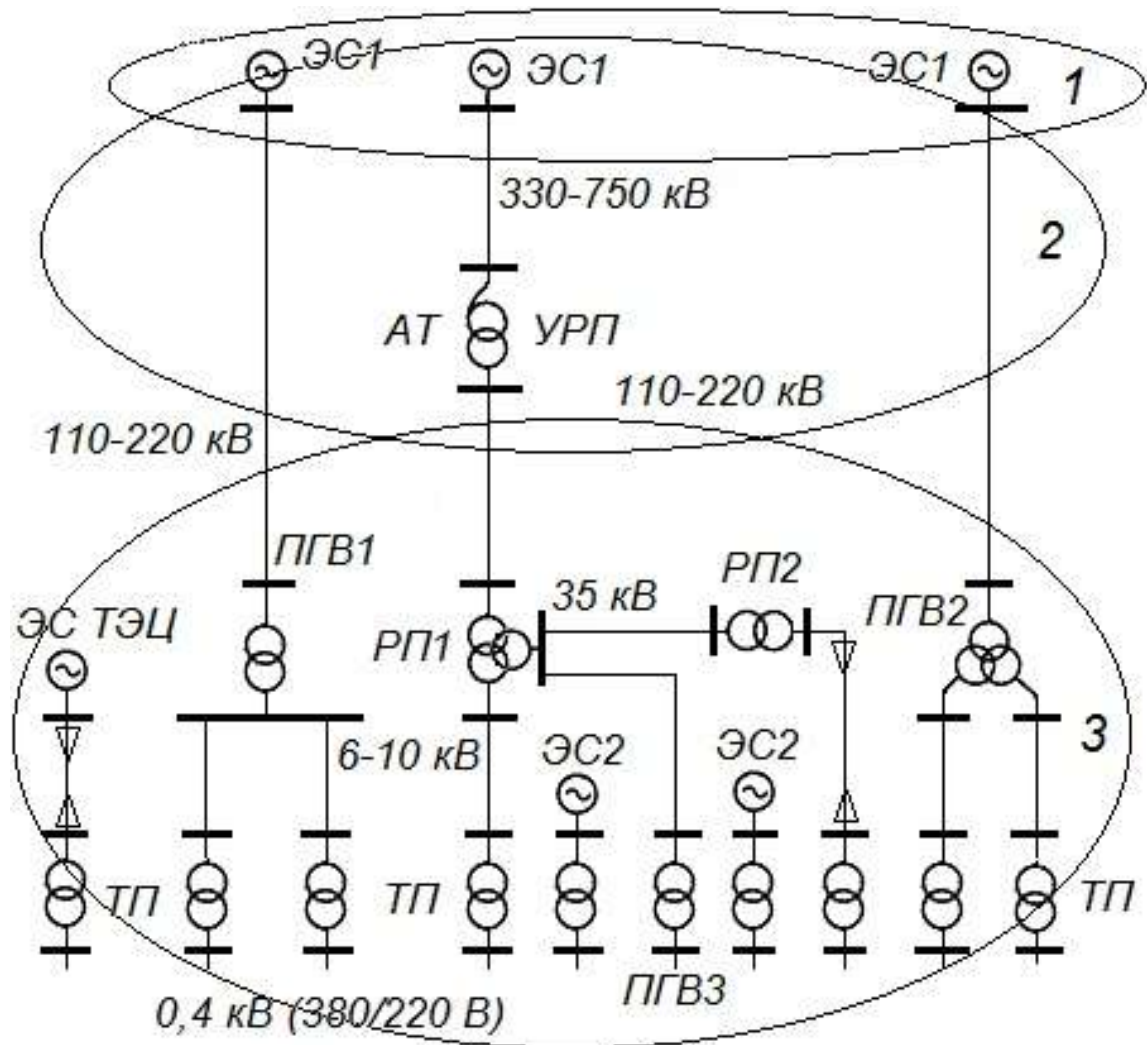 ЭС1
ЭС1
ЭС1
1
330-750 кВ
2
АТ
УРП
110-220 кВ
110-220 кВ
ПГВ1
РП2
35 кВ
ПГВ2
ЭС ТЭЦ
РП1
3
6-10 кВ
ЭС2
ЭС2
ТП
ТП
ТП
ПГВ3
0,4 кВ (380/220 В)